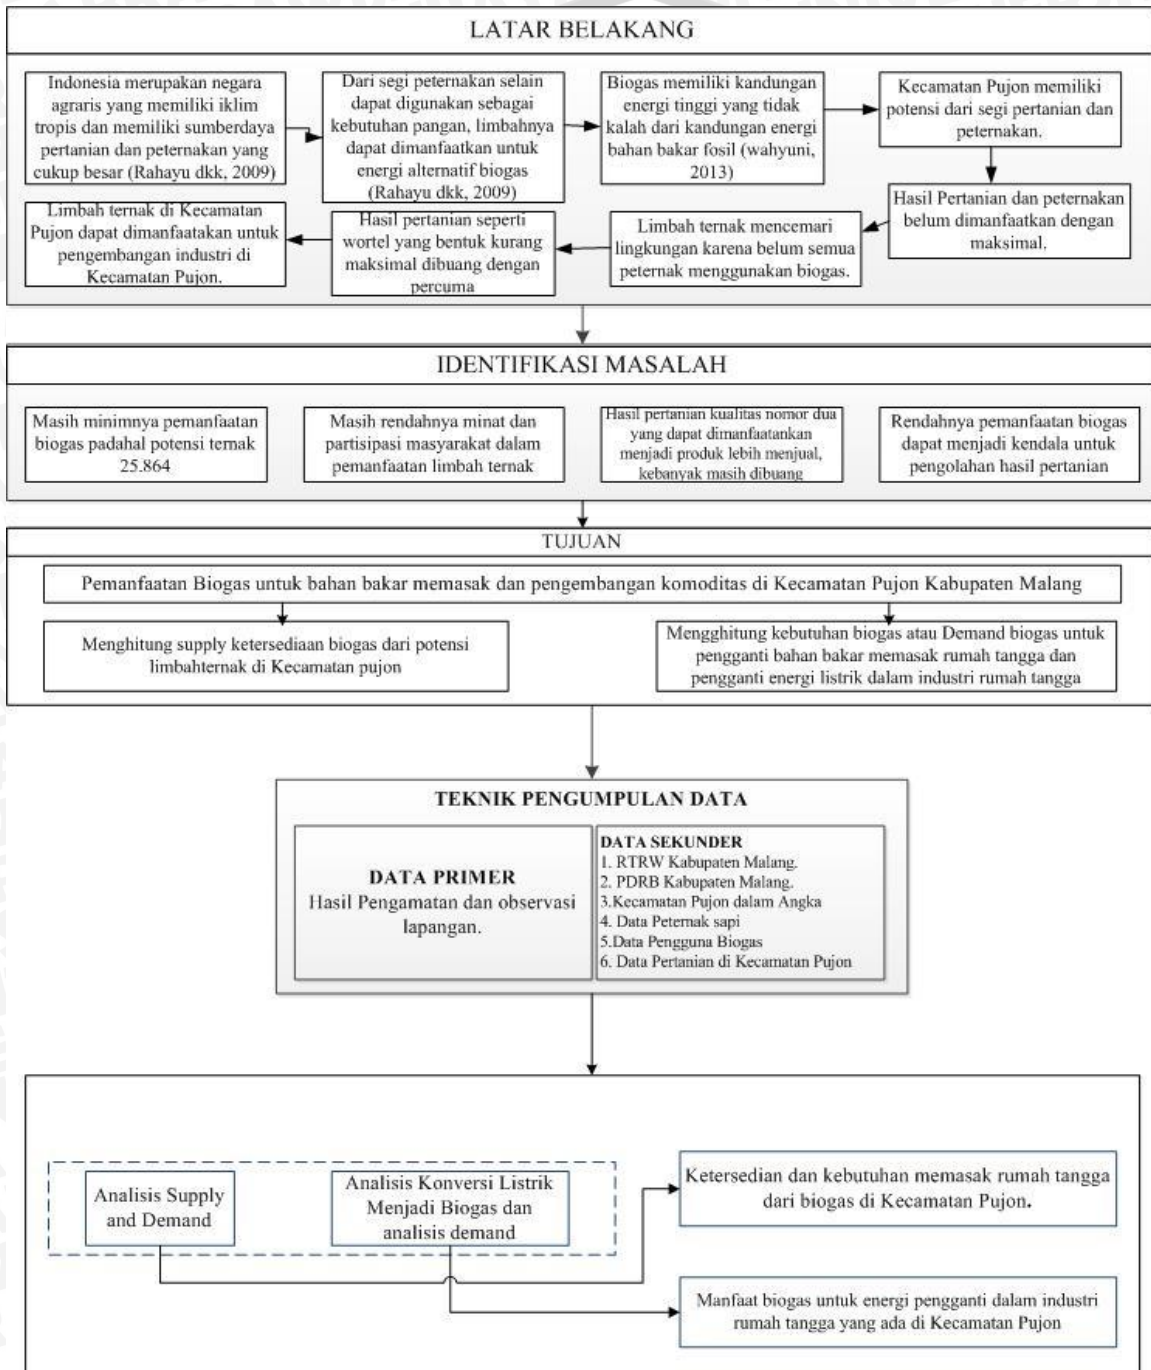 LATAR BELAKANG
Indonesia merupakan negara
agraris yang memiliki iklim
tropis dan memiliki sumberdaya
pertanian dan peternakan yang
cukup besar (Rahayu dkk, 2009)
Dari segi peternakan selain
dapat digunakan sebagai
kebutuhan pangan, limbahnya
dapat dimanfaatkan untuk
energi alternatif biogas
(Rahayu dkk, 2009)
Biogas memiliki kandungan
energi tinggi yang tidak
kalah dari kandungan energi
bahan bakar fosil (wahyuni,
2013)
Kecamatan Pujon memiliki
potensi dari segi pertanian dan
peternakan.
Hasil Pertanian dan peternakan
belum dimanfaatkan dengan
maksimal.
Limbah ternak mencemari
lingkungan karena belum semua
peternak menggunakan biogas.
Hasil pertanian seperti
wortel yang bentuk kurang
maksimal dibuang dengan
percuma
Limbah ternak di Kecamatan
Pujon dapat dimanfaatakan untuk
pengembangan industri di
Kecamatan Pujon.
IDENTIFIKASI MASALAH
Masih minimnya pemanfaatan
biogas padahal potensi ternak
25.864
Masih rendahnya minat dan
partisipasi masyarakat dalam
pemanfaatan limbah ternak
Hasil pertanian kualitas nomor dua
yang dapat dimanfaatankan
menjadi produk lebih menjual,
kebanyak masih dibuang
Rendahnya pemanfaatan biogas
dapat menjadi kendala untuk
pengolahan hasil pertanian
TUJUAN
Pemanfaatan Biogas untuk bahan bakar memasak dan pengembangan komoditas di Kecamatan Pujon Kabupaten Malang
Menghitung supply ketersediaan biogas dari potensi
limbahternak di Kecamatan pujon
Mengghitung kebutuhan biogas atau Demand biogas untuk
pengganti bahan bakar memasak rumah tangga dan
pengganti energi listrik dalam industri rumah tangga
TEKNIK PENGUMPULAN DATA
DATA PRIMER
Hasil Pengamatan dan observasi
lapangan.
DATA SEKUNDER
1. RTRW Kabupaten Malang.
2. PDRB Kabupaten Malang.
3.Kecamatan Pujon dalam Angka
4. Data Peternak sapi
5.Data Pengguna Biogas
6. Data Pertanian di Kecamatan Pujon
Analisis Supply
and Demand
Analisis Konversi Listrik
Menjadi Biogas dan
analisis demand
Ketersedian dan kebutuhan memasak rumah tangga
dari biogas di Kecamatan Pujon.
Manfaat biogas untuk energi pengganti dalam industri
rumah tangga yang ada di Kecamatan Pujon